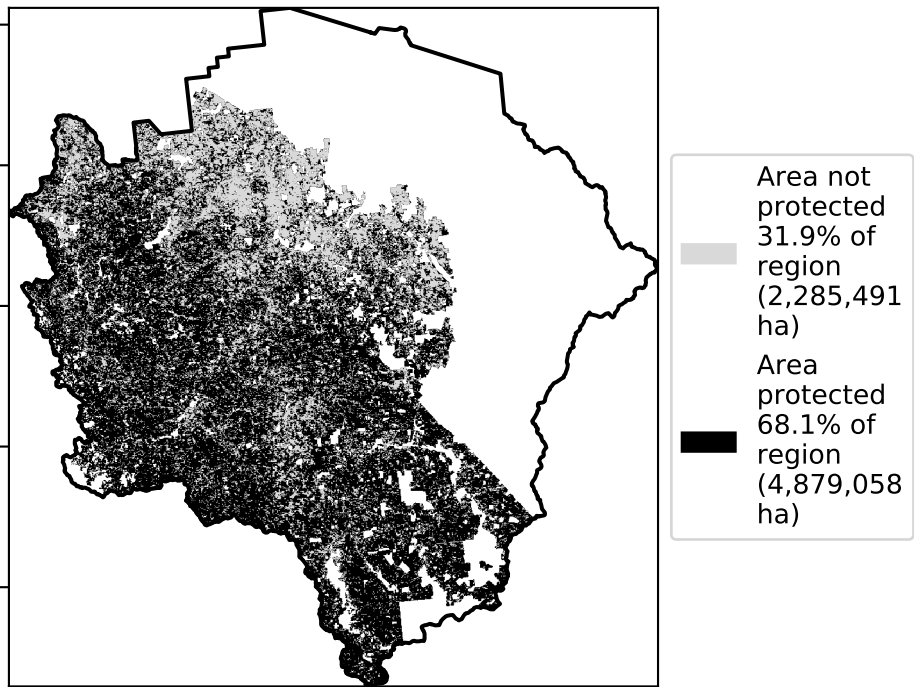 Area not
protected
31.9% of
region
(2,285,491
ha)
Area
protected
68.1% of
region
(4,879,058
ha)